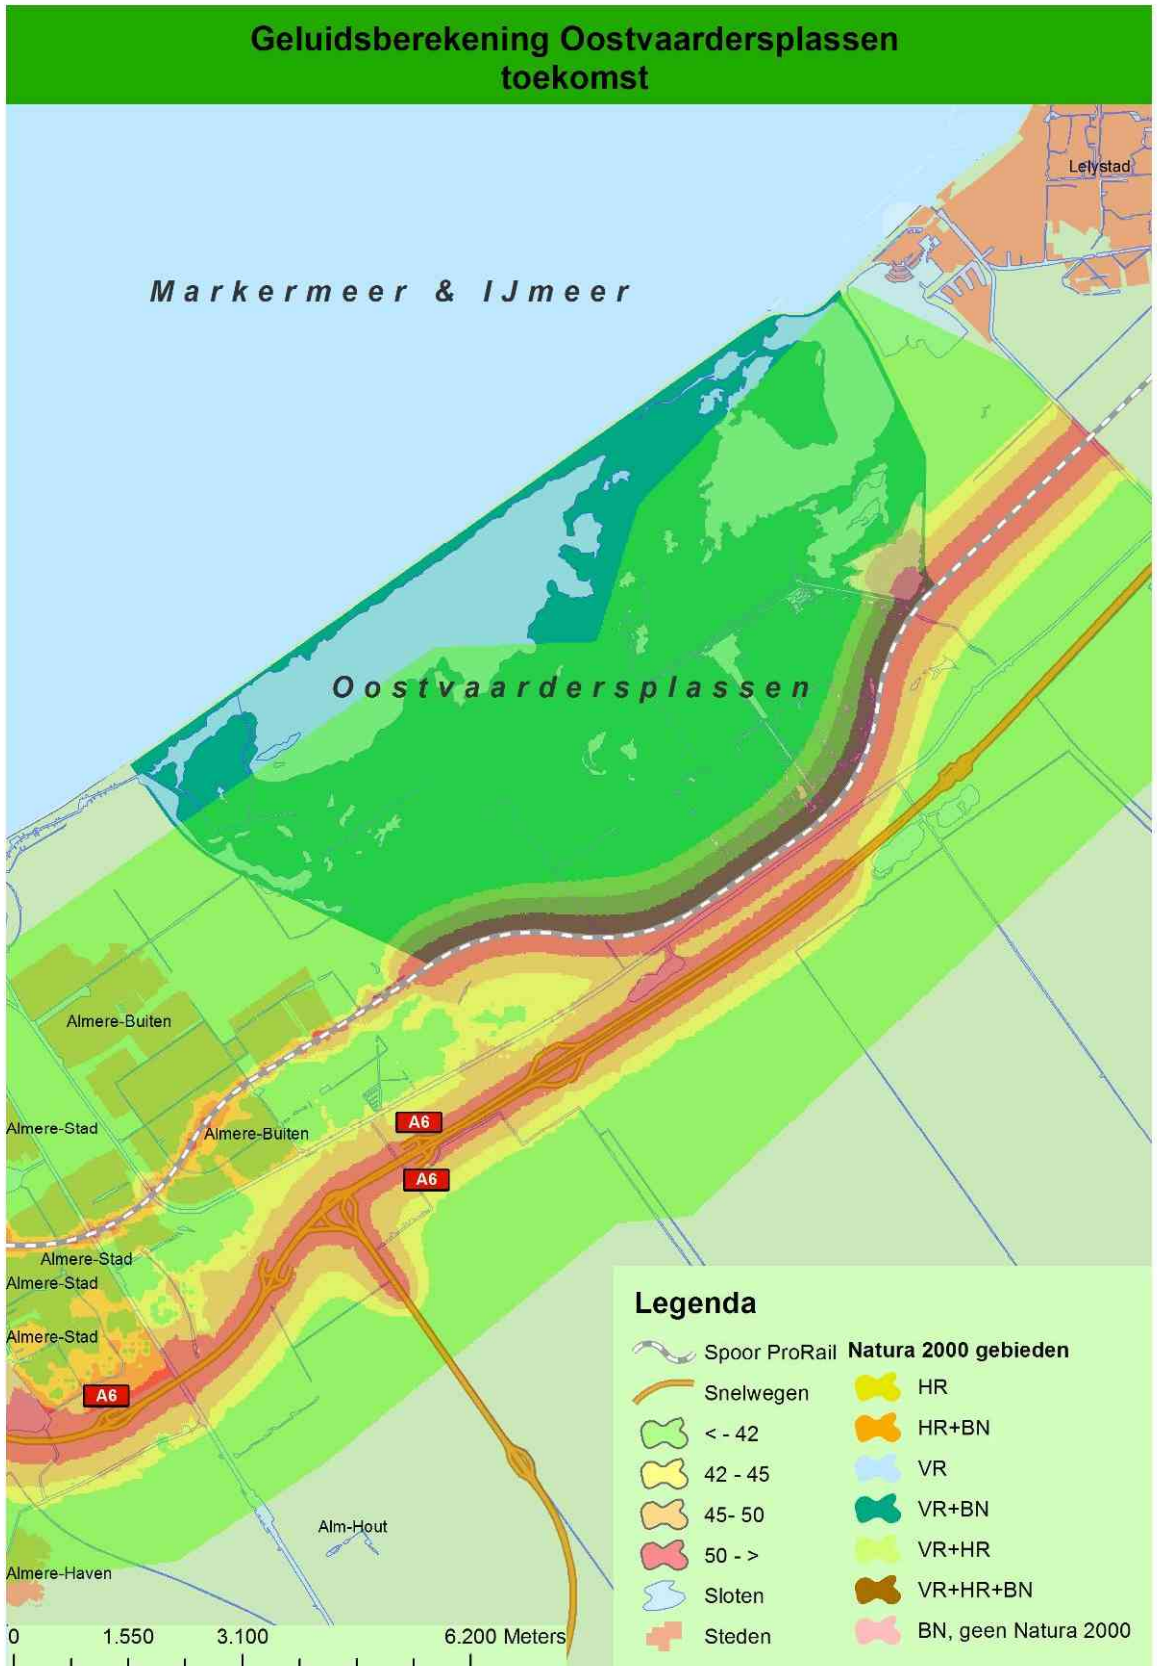 Geluidsberekening Oostvaardersplassen
toekomst
Lelystad
Markermeer & IJmeer
Oostvaardersplassen
Almere-Buiten
Almere-Stad
Almere-Buiten
A6
A6
Almere-Stad
Almere-Stad
Almere-Stad
A6
Alm-Hout
Almere-Haven
0 1.550 3.100 6.200 Meters
Legenda
Spoor ProRail
Snelwegen
< - 42
42 - 45
45- 50
50 - >
Sloten
Steden
Natura 2000 gebieden
HR
HR+BN
VR
VR+BN
VR+HR
VR+HR+BN
BN, geen Natura 2000